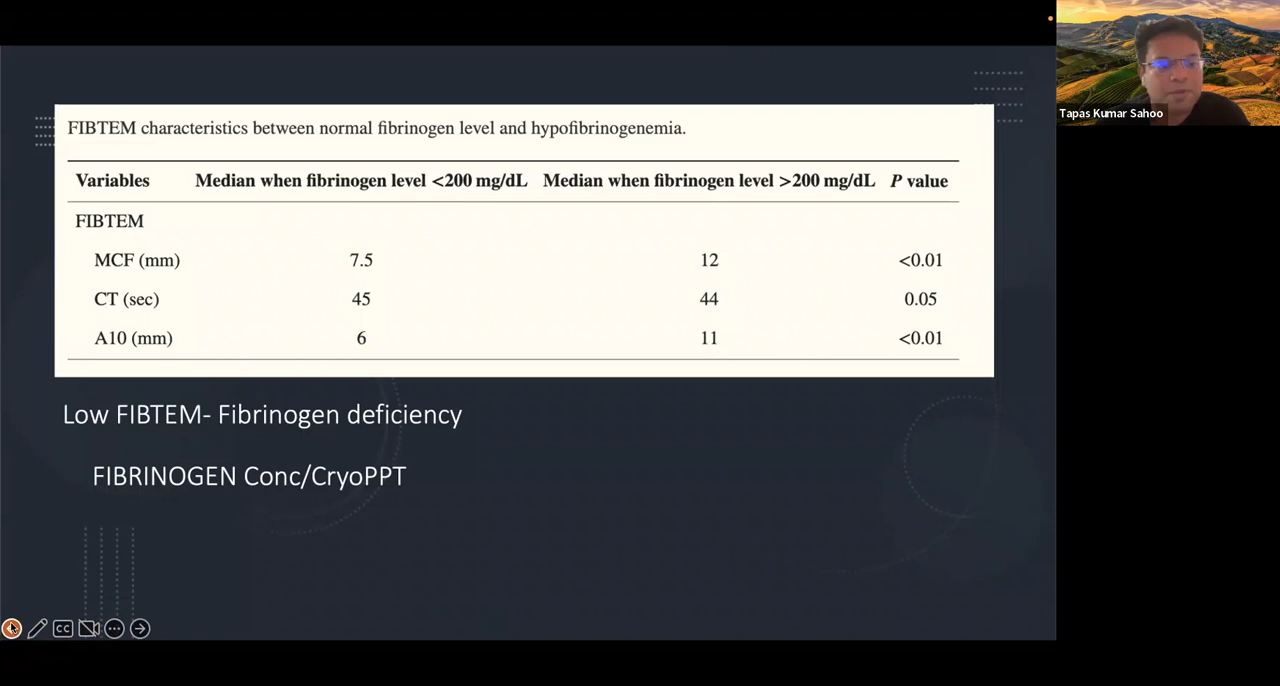 FIBTEM characteristics between normal fibrinogen level and hypofibrinogenemia.
Variables Median when fibrinogen level <200 mg/dL Median when fibrinogen level >200 mg/dL P value
FIBTEM
MCF (mm) 7.5 12 <0.01
CT (sec) 45 44 0.05
A10 (mm) 6 11 <0.01
Low FIBTEM- Fibrinogen deficiency
FIBRINOGEN Conc/CryoPPT
Tapas Kumar Sahoo
CC